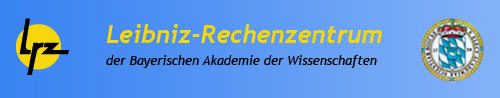 lrz
Leibniz-Rechenzentrum
der Bayerischen Akademie der Wissenschaften